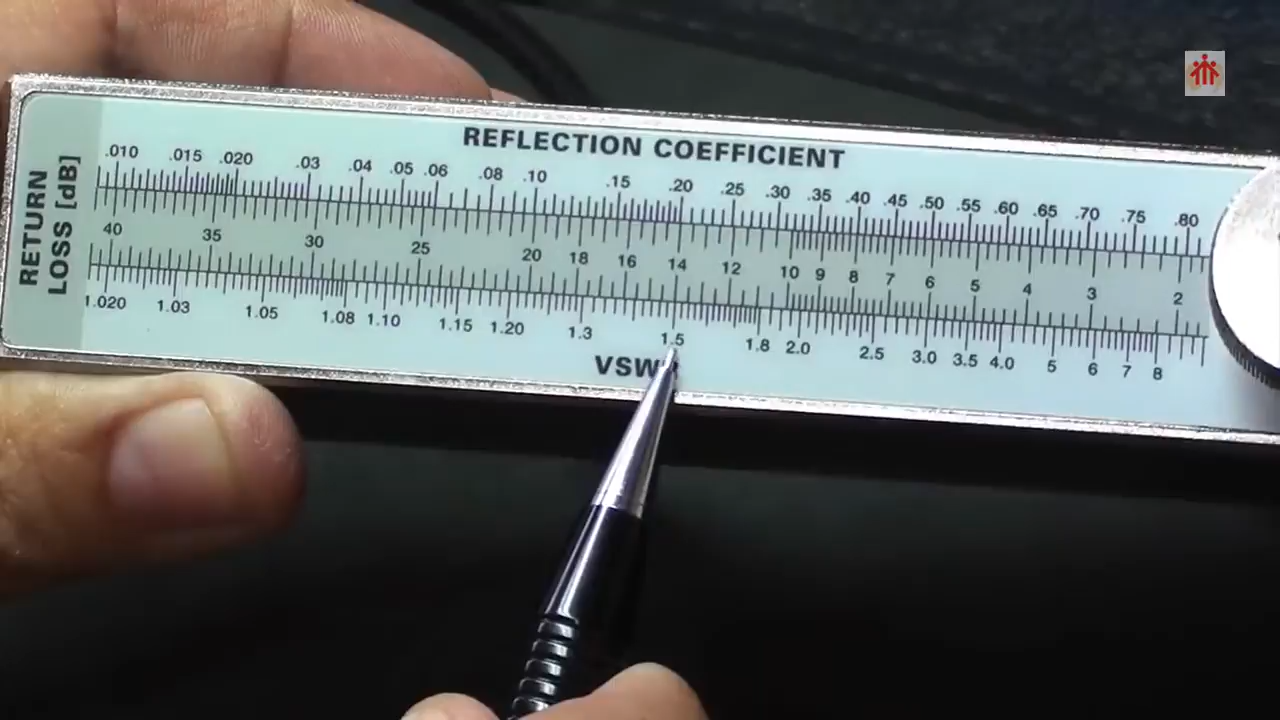 REFLECTION COEFFICIENT
.010 .015 .020 .03 .04 .05 .06 .08 .10 .15 .20 .25 .30 .35 .40 .45 .50 .55 .60 .65 .70 .75 .80
RETURN
LOSS [dB]
40 35 30 25 20 18 16 14 12 10 9 8 7 6 5 4 3 2
1.020 1.03 1.05 1.08 1.10 1.15 1.20 1.3 1.5 1.8 2.0 2.5 3.0 3.5 4.0 5 6 7 8